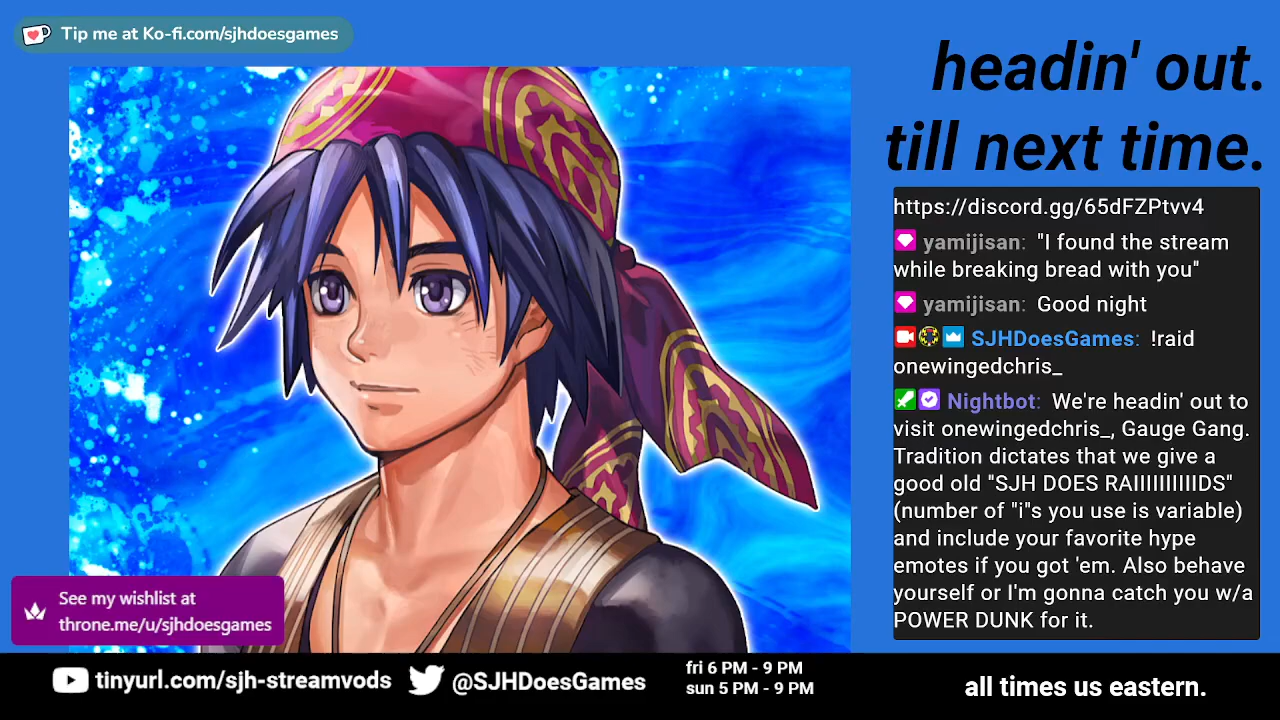 Tip me at Ko-fi.com/sjhdoesgames
headin' out.
till next time.
https://discord.gg/65dFZPtvv4
yamijisan: "I found the stream
while breaking bread with you"
yamijisan: Good night
SJHDoesGames: !raid
onewingedchris_
Nightbot: We're headin' out to
visit onewingedchris_, Gauge Gang.
Tradition dictates that we give a
good old "SJH DOES RAIIIIIIIIIIDS"
(number of "i"s you use is variable)
and include your favorite hype
emotes if you got 'em. Also behave
yourself or I'm gonna catch you w/a
POWER DUNK for it.
See my wishlist at
throne.me/u/sjhdoesgames
tinyurl.com/sjh-streamvods
@SJHDoesGames
fri 6 PM - 9 PM
sun 5 PM - 9 PM
all times us eastern.